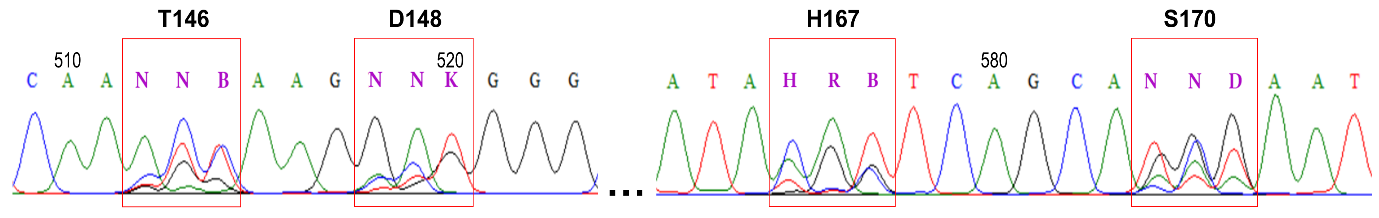 T146 D148 H167 S170
510 520 580
C A A N N B A A G N N K G G G A T A H R B T C A G C A N N D A A T
...